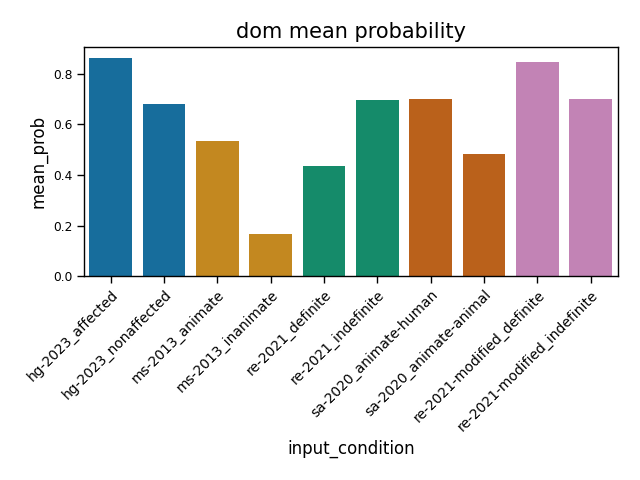 dom mean probability
mean_prob
0.8
0.6
0.4
0.2
0.0
hg-2023_affected
hg-2023_nonaffected
ms-2013_animate
ms-2013_inanimate
re-2021_definite
re-2021_indefinite
sa-2020_animate-human
sa-2020_animate-animal
re-2021-modified_definite
re-2021-modified_indefinite
input_condition